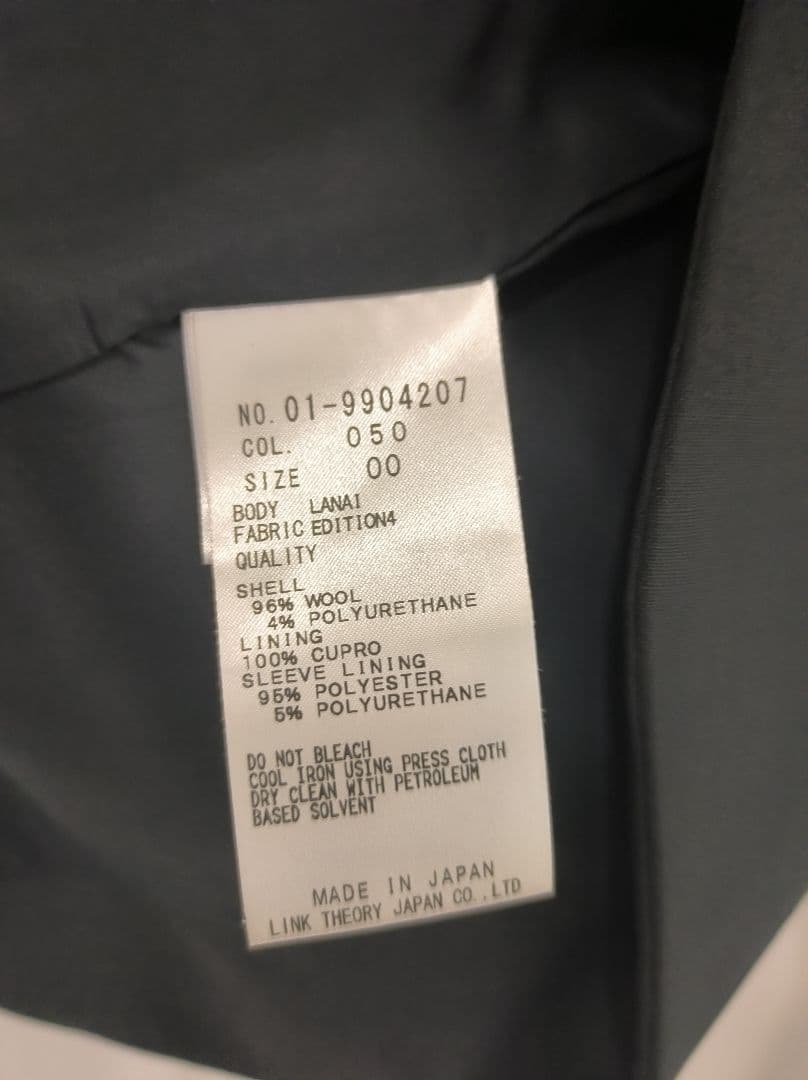 NO. 01-9904207
COL. 050
SIZE 00
BODY LANAI
FABRIC EDITION4
QUALITY
SHELL
96% WOOL
4% POLYURETHANE
LINING
100% CUPRO
SLEEVE LINING
95% POLYESTER
5% POLYURETHANE
DO NOT BLEACH
COOL IRON USING PRESS CLOTH
DRY CLEAN WITH PETROLEUM
BASED SOLVENT
MADE IN JAPAN
LINK THEORY JAPAN CO.,LTD